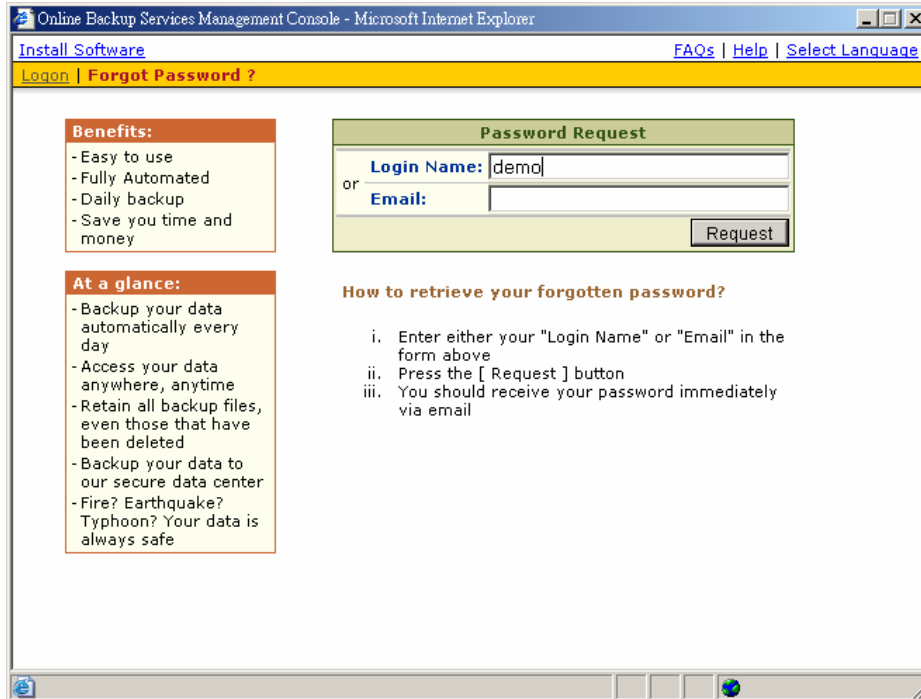 Online Backup Services Management Console - Microsoft Internet Explorer
Install Software
FAQs | Help | Select Language
Logon | Forgot Password ?
Benefits:
- Easy to use
- Fully Automated
- Daily backup
- Save you time and
money
At a glance:
- Backup your data
automatically every
day
- Access your data
anywhere, anytime
- Retain all backup files,
even those that have
been deleted
- Backup your data to
our secure data center
- Fire? Earthquake?
Typhoon? Your data is
always safe
Password Request
or
Login Name: demo
Email:
Request
How to retrieve your forgotten password?
i. Enter either your "Login Name" or "Email" in the
form above
ii. Press the [ Request ] button
iii. You should receive your password immediately
via email